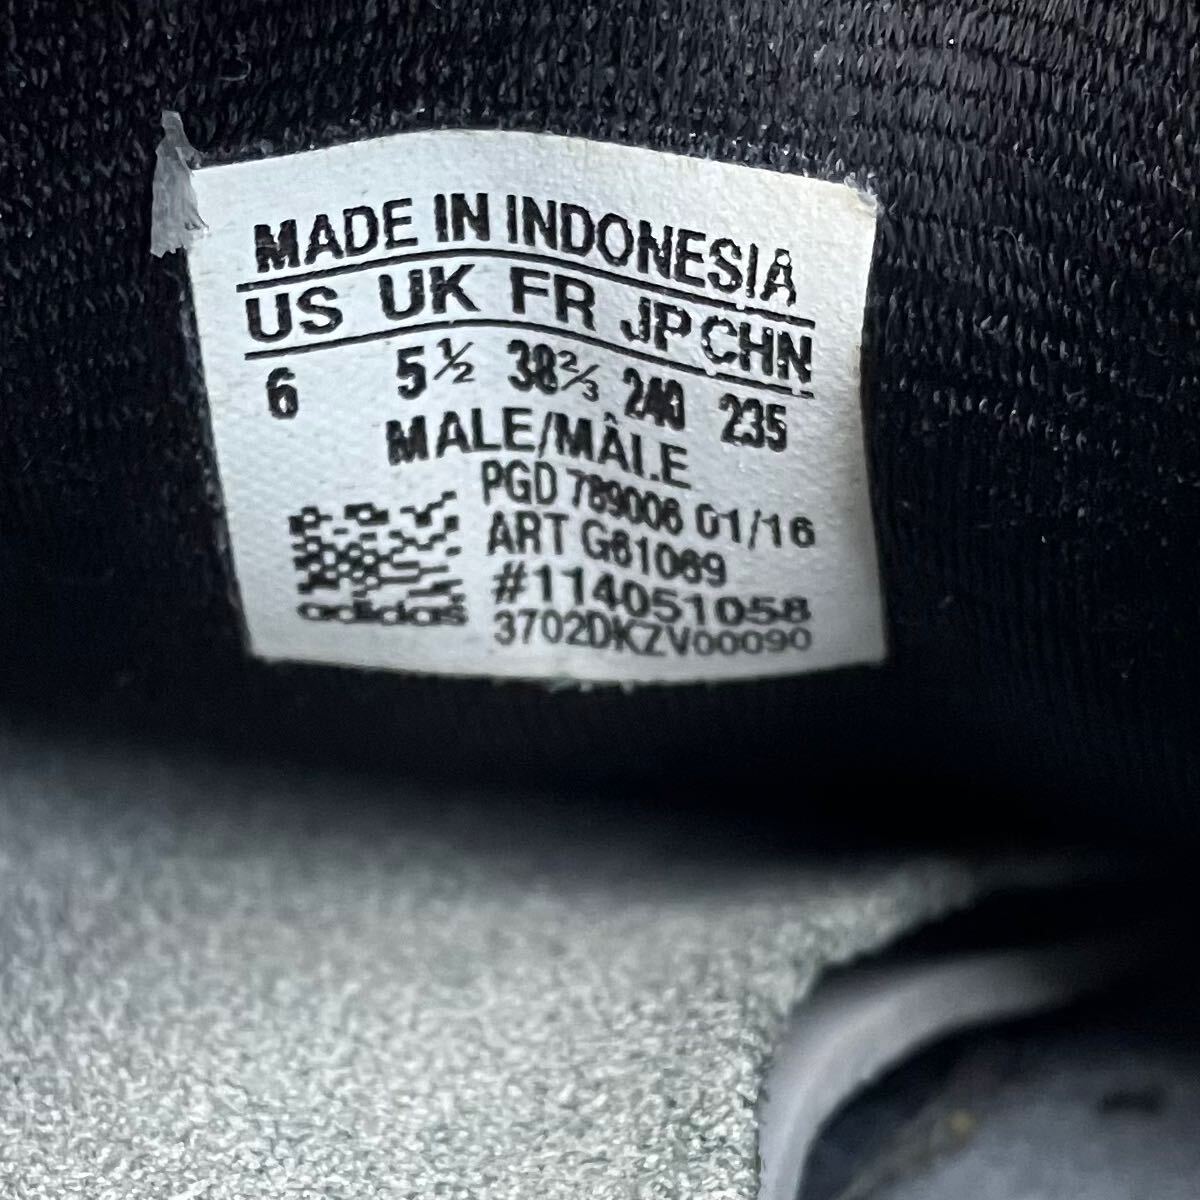 MADE IN INDONESIA
US UK FR JP CHN
6 5½ 38⅔ 240 235
MALE/MÂLE
PGD 789006 01/16
ART G61069
#114051058
3702DKZV00090
adidas